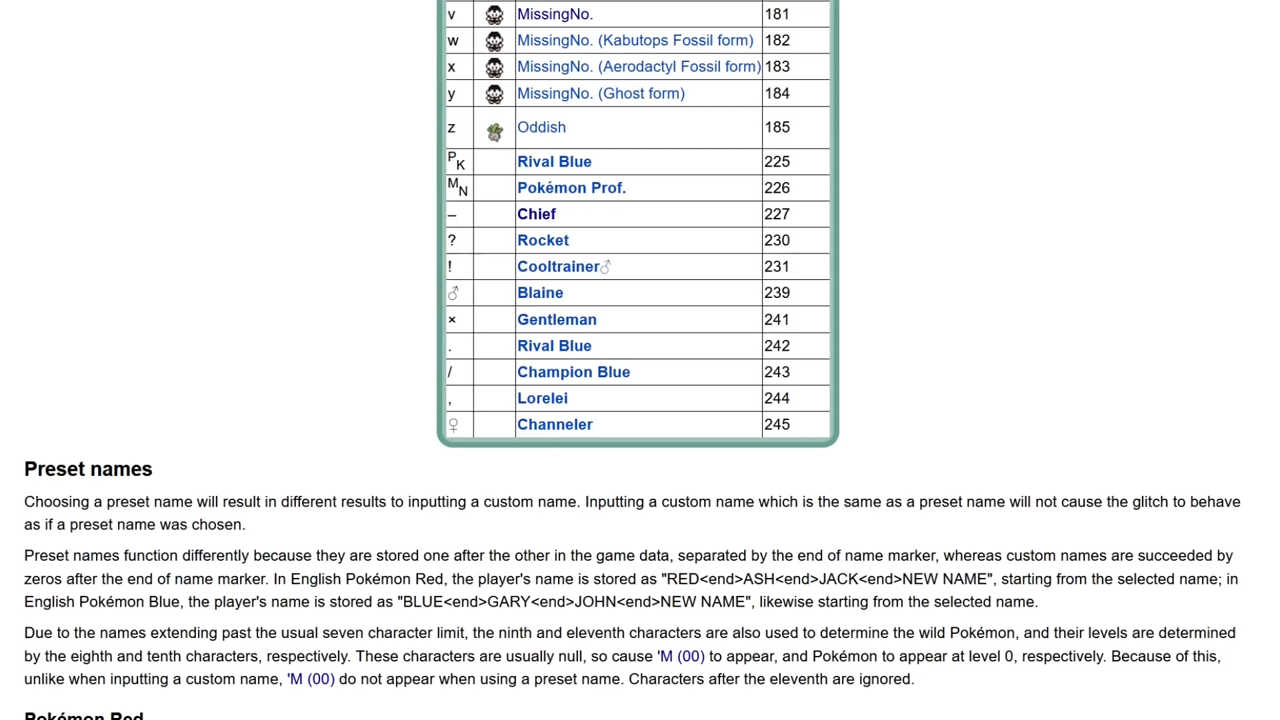 v MissingNo. 181
w MissingNo. (Kabutops Fossil form) 182
x MissingNo. (Aerodactyl Fossil form) 183
y MissingNo. (Ghost form) 184
z Oddish 185
PK Rival Blue 225
MN Pokémon Prof. 226
– Chief 227
? Rocket 230
! Cooltrainer♂ 231
♂ Blaine 239
× Gentleman 241
. Rival Blue 242
/ Champion Blue 243
, Lorelei 244
♀ Channeler 245
Preset names
Choosing a preset name will result in different results to inputting a custom name. Inputting a custom name which is the same as a preset name will not cause the glitch to behave
as if a preset name was chosen.
Preset names function differently because they are stored one after the other in the game data, separated by the end of name marker, whereas custom names are succeeded by
zeros after the end of name marker. In English Pokémon Red, the player's name is stored as "RED<end>ASH<end>JACK<end>NEW NAME", starting from the selected name; in
English Pokémon Blue, the player's name is stored as "BLUE<end>GARY<end>JOHN<end>NEW NAME", likewise starting from the selected name.
Due to the names extending past the usual seven character limit, the ninth and eleventh characters are also used to determine the wild Pokémon, and their levels are determined
by the eighth and tenth characters, respectively. These characters are usually null, so cause 'M (00) to appear, and Pokémon to appear at level 0, respectively. Because of this,
unlike when inputting a custom name, 'M (00) do not appear when using a preset name. Characters after the eleventh are ignored.
Pokémon Red